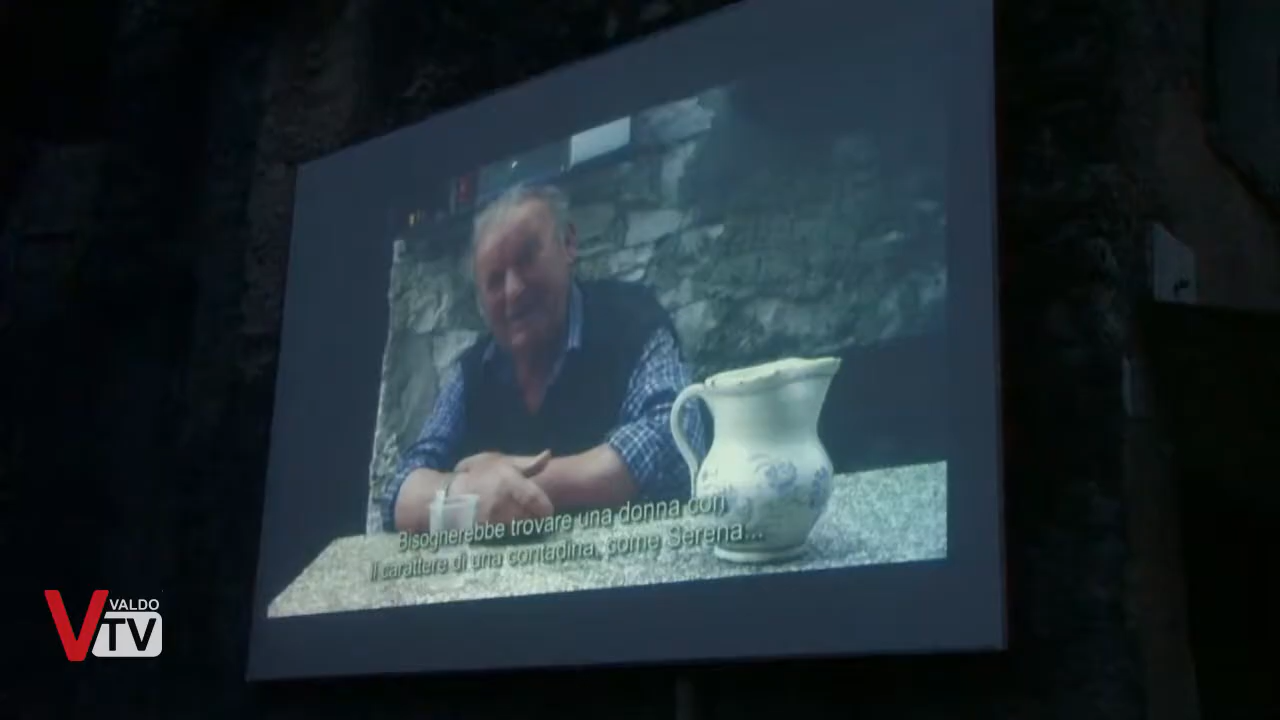 Bisognerebbe trovare una donna con
il carattere di una contadina, come Serena...
VALDO
TV